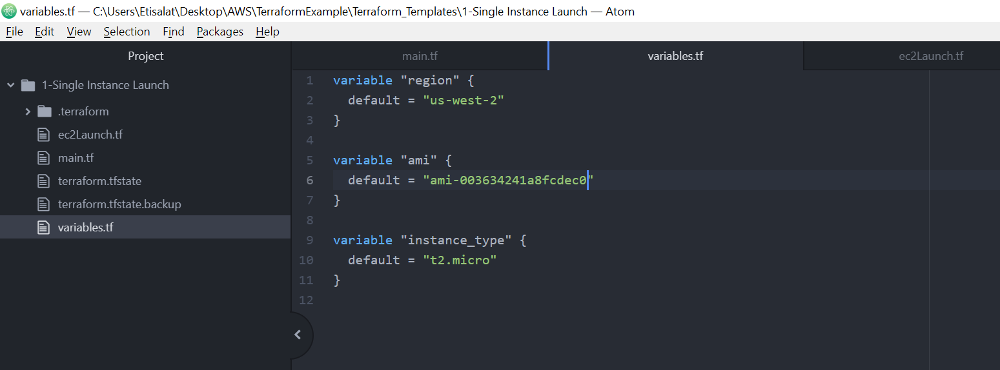 variables.tf — C:\Users\Etisalat\Desktop\AWS\TerraformExample\Terraform_Templates\1-Single Instance Launch — Atom
File Edit View Selection Find Packages Help
Project
1-Single Instance Launch
.terraform
ec2Launch.tf
main.tf
terraform.tfstate
terraform.tfstate.backup
variables.tf
main.tf variables.tf ec2Launch.tf
1 variable "region" {
2   default = "us-west-2"
3 }
4
5 variable "ami" {
6   default = "ami-003634241a8fcdec0"
7 }
8
9 variable "instance_type" {
10   default = "t2.micro"
11 }
12